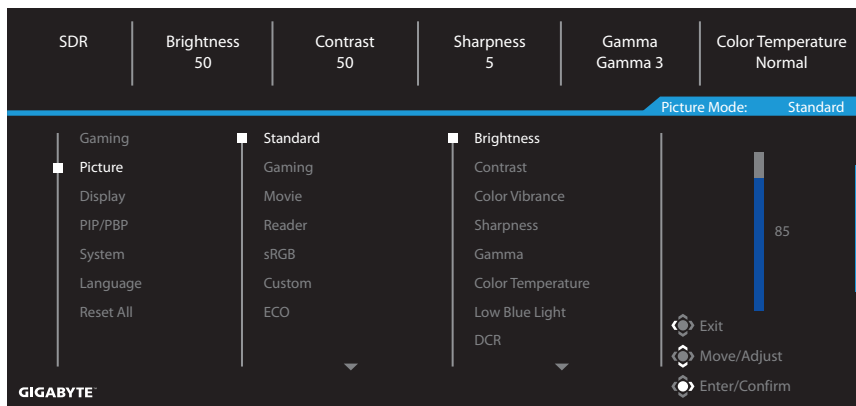 SDR
Brightness
50
Contrast
50
Sharpness
5
Gamma
Gamma 3
Color Temperature
Normal
Picture Mode: Standard
Gaming
Picture
Display
PIP/PBP
System
Language
Reset All
Standard
Gaming
Movie
Reader
sRGB
Custom
ECO
Brightness
Contrast
Color Vibrance
Sharpness
Gamma
Color Temperature
Low Blue Light
DCR
85
Exit
Move/Adjust
Enter/Confirm
GIGABYTE™